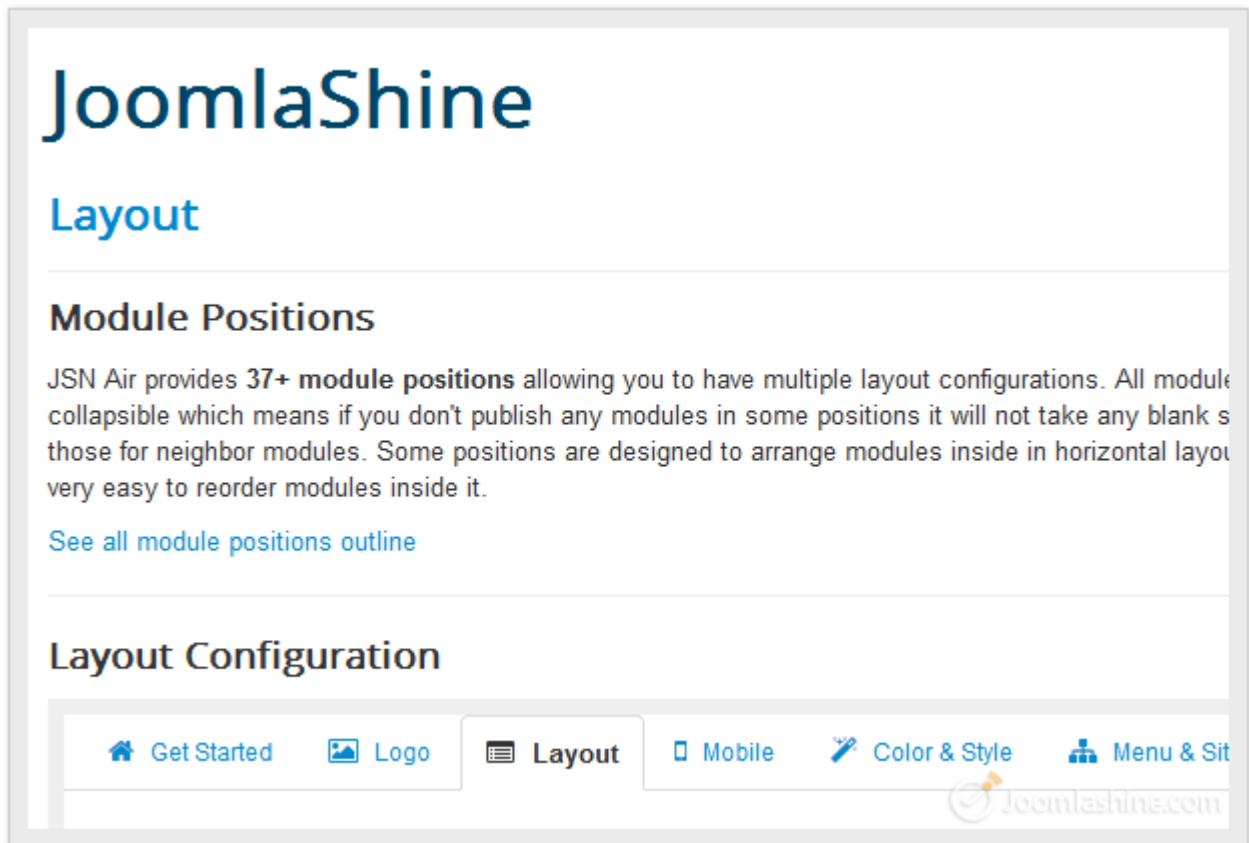 JoomlaShine
Layout
Module Positions
JSN Air provides 37+ module positions allowing you to have multiple layout configurations. All module
collapsible which means if you don't publish any modules in some positions it will not take any blank s
those for neighbor modules. Some positions are designed to arrange modules inside in horizontal layou
very easy to reorder modules inside it.
See all module positions outline
Layout Configuration
Get Started Logo Layout Mobile Color & Style Menu & Sit
Joomlashine.com